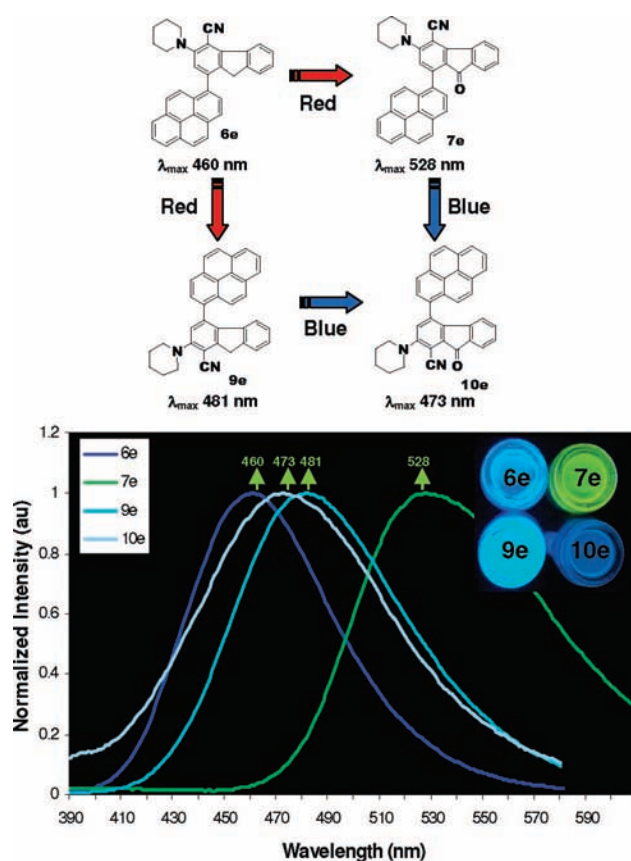 CN
CN
N
N
O
6e
Red
7e
λmax 460 nm
λmax 528 nm
Red
Blue
Blue
N
CN
N
CN
O
9e
10e
λmax 481 nm
λmax 473 nm
1.2
1
0.8
0.6
0.4
0.2
0
Normalized Intensity (au)
6e
7e
9e
10e
460
473
481
528
6e
7e
9e
10e
390
410
430
450
470
490
510
530
550
570
590
Wavelength (nm)